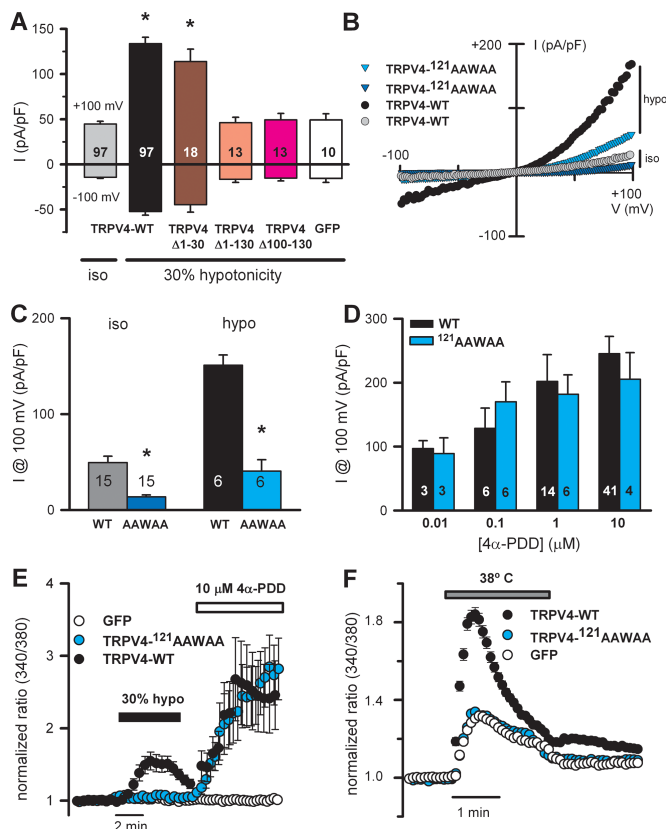 A
I (pA/pF)
150
100
50
0
50
+100 mV
-100 mV
*
*
97
97
18
13
13
10
TRPV4-WT
TRPV4 Δ1-30
TRPV4 Δ1-130
TRPV4 Δ100-130
GFP
iso
30% hypotonicity
B
+200
I (pA/pF)
TRPV4-121AAWAA
TRPV4-121AAWAA
TRPV4-WT
TRPV4-WT
hypo
iso
-100
+100
V (mV)
-100
C
I @ 100 mV (pA/pF)
200
100
0
iso
hypo
*
*
15
15
6
6
WT
AAWAA
WT
AAWAA
D
I @ 100 mV (pA/pF)
300
200
100
0
WT
121AAWAA
3
3
6
6
14
6
41
4
0.01
0.1
1
10
[4α-PDD] (μM)
E
normalized ratio (340/380)
4
3
2
1
10 μM 4α-PDD
GFP
TRPV4-121AAWAA
TRPV4-WT
30% hypo
2 min
F
normalized ratio (340/380)
1.8
1.4
1.0
38º C
TRPV4-WT
TRPV4-121AAWAA
GFP
1 min